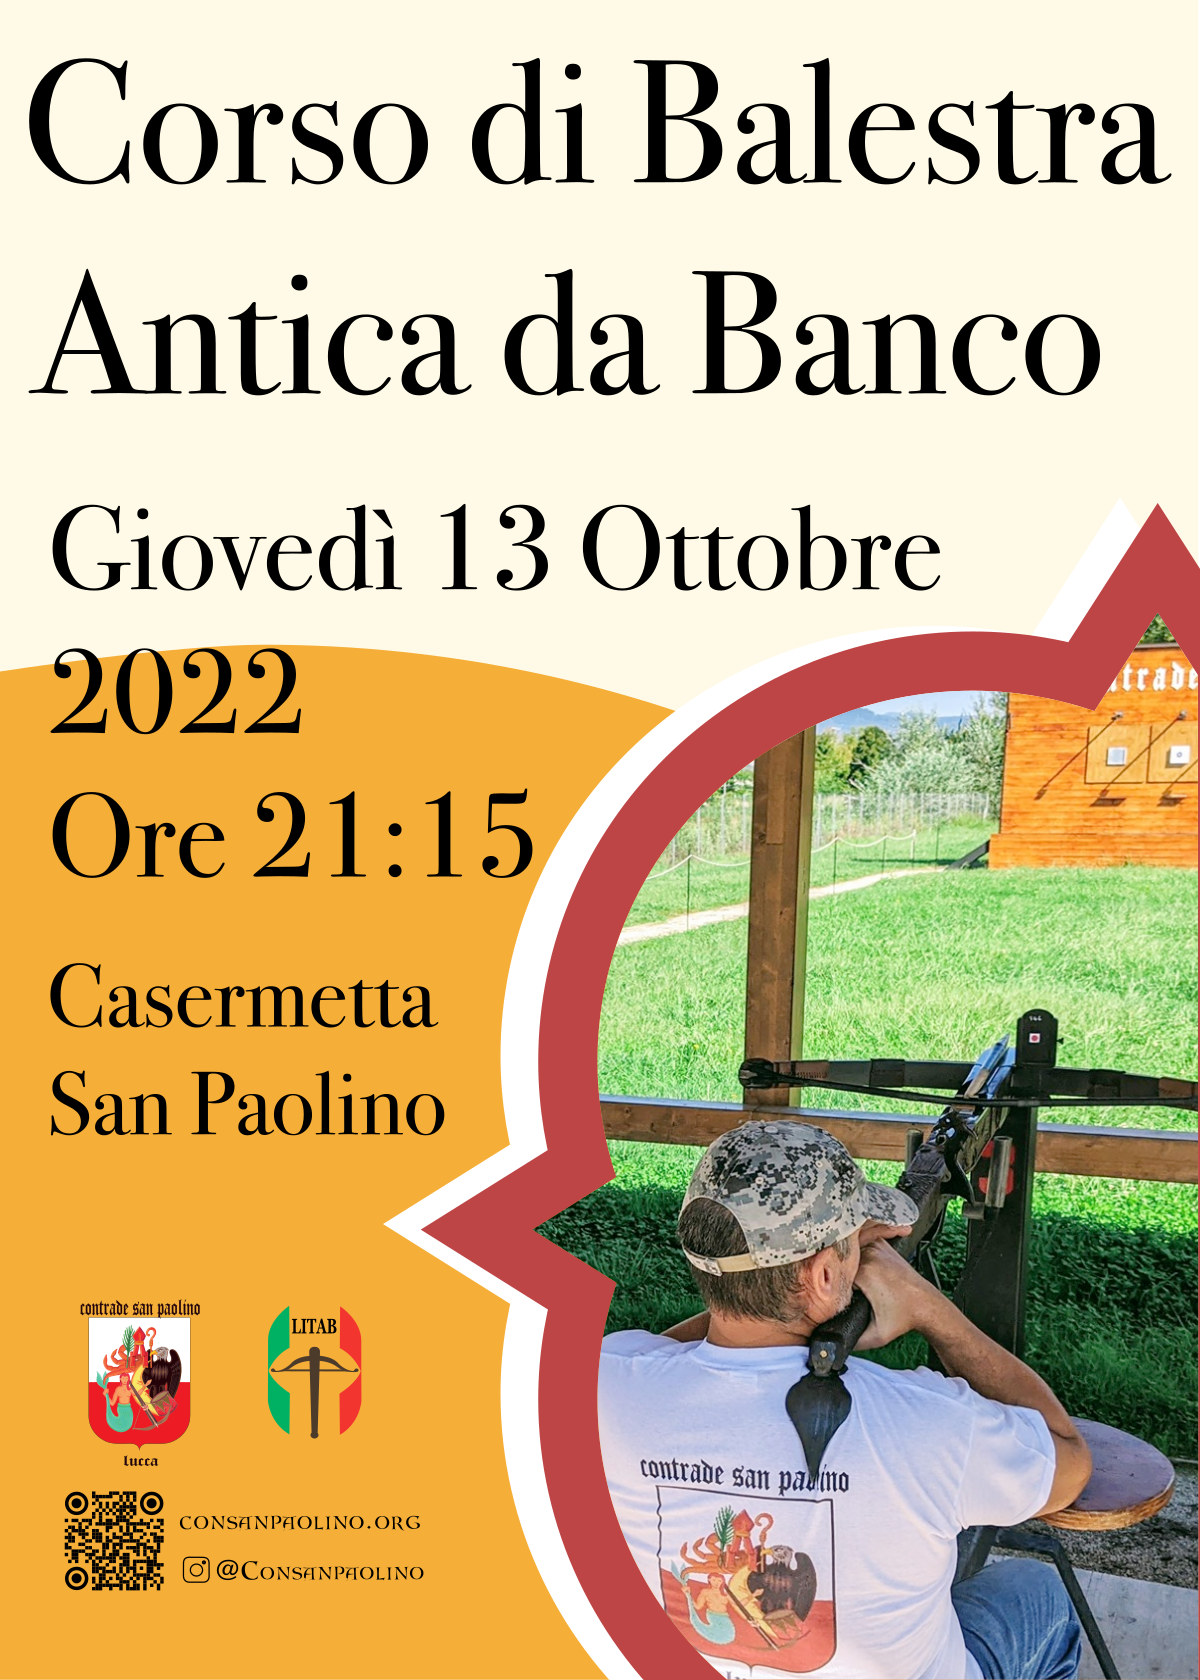 Corso di Balestra
Antica da Banco
Giovedì 13 Ottobre
2022
Ore 21:15
Casermetta
San Paolino
contrade san paolino
lucca
LITAB
consanpaolino.org
@Consanpaolino
contrade san paolino